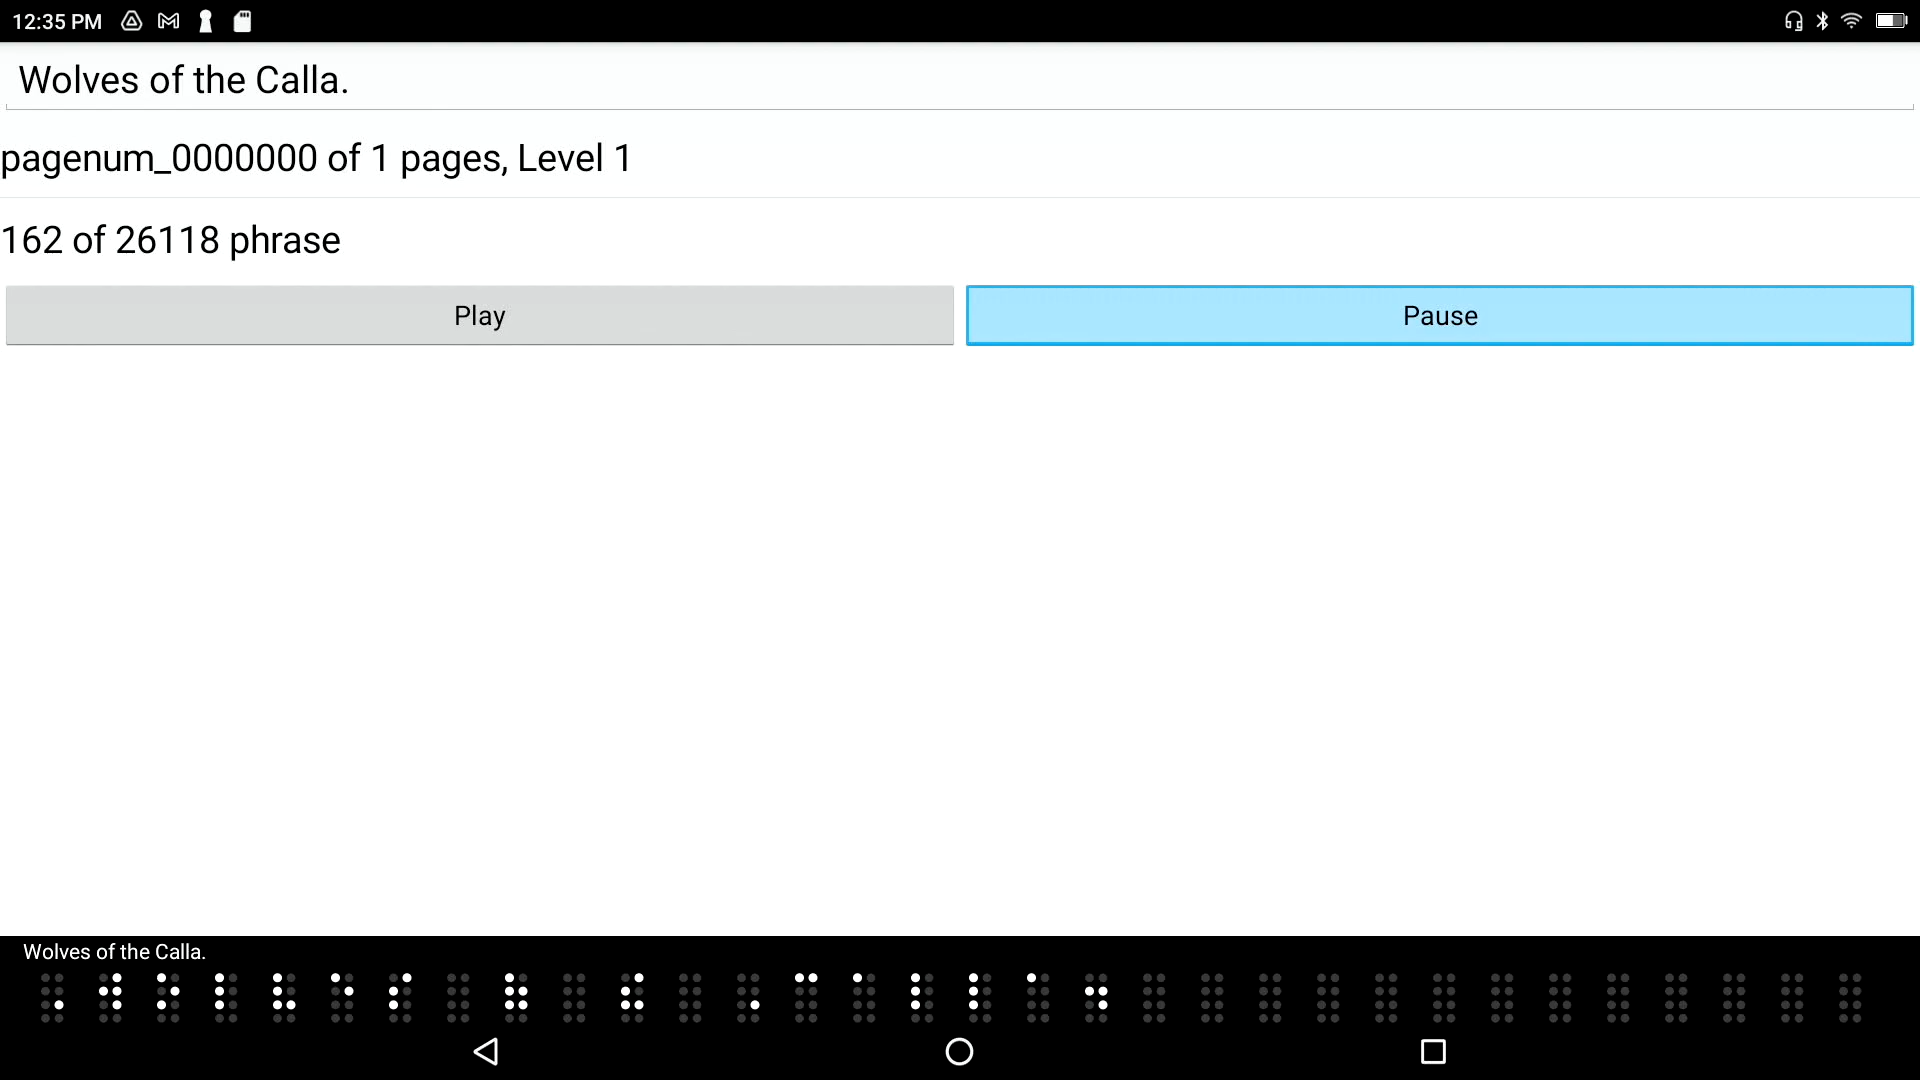 12:35 PM
Wolves of the Calla.
pagenum_0000000 of 1 pages, Level 1
162 of 26118 phrase
Play
Pause
Wolves of the Calla.
⠠⠺⠕⠇⠧⠑⠎⠀⠷⠀⠮⠀⠠⠉⠁⠇⠇⠁⠲